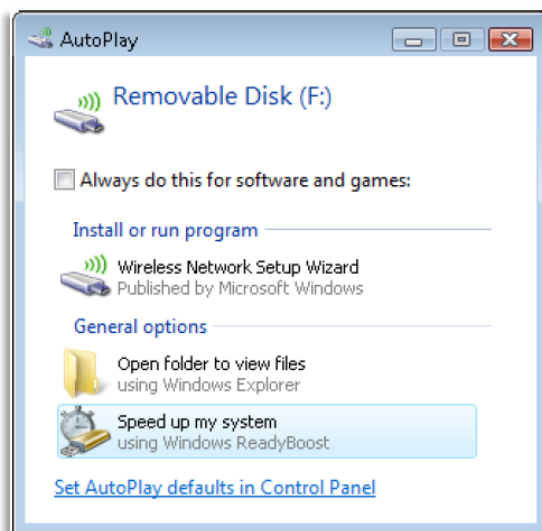 AutoPlay
Removable Disk (F:)
Always do this for software and games:
Install or run program
Wireless Network Setup Wizard
Published by Microsoft Windows
General options
Open folder to view files
using Windows Explorer
Speed up my system
using Windows ReadyBoost
Set AutoPlay defaults in Control Panel